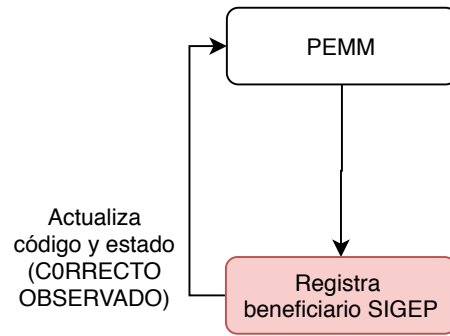 PEMM
Actualiza
código y estado
(C0RRECTO
OBSERVADO)
Registra
beneficiario SIGEP